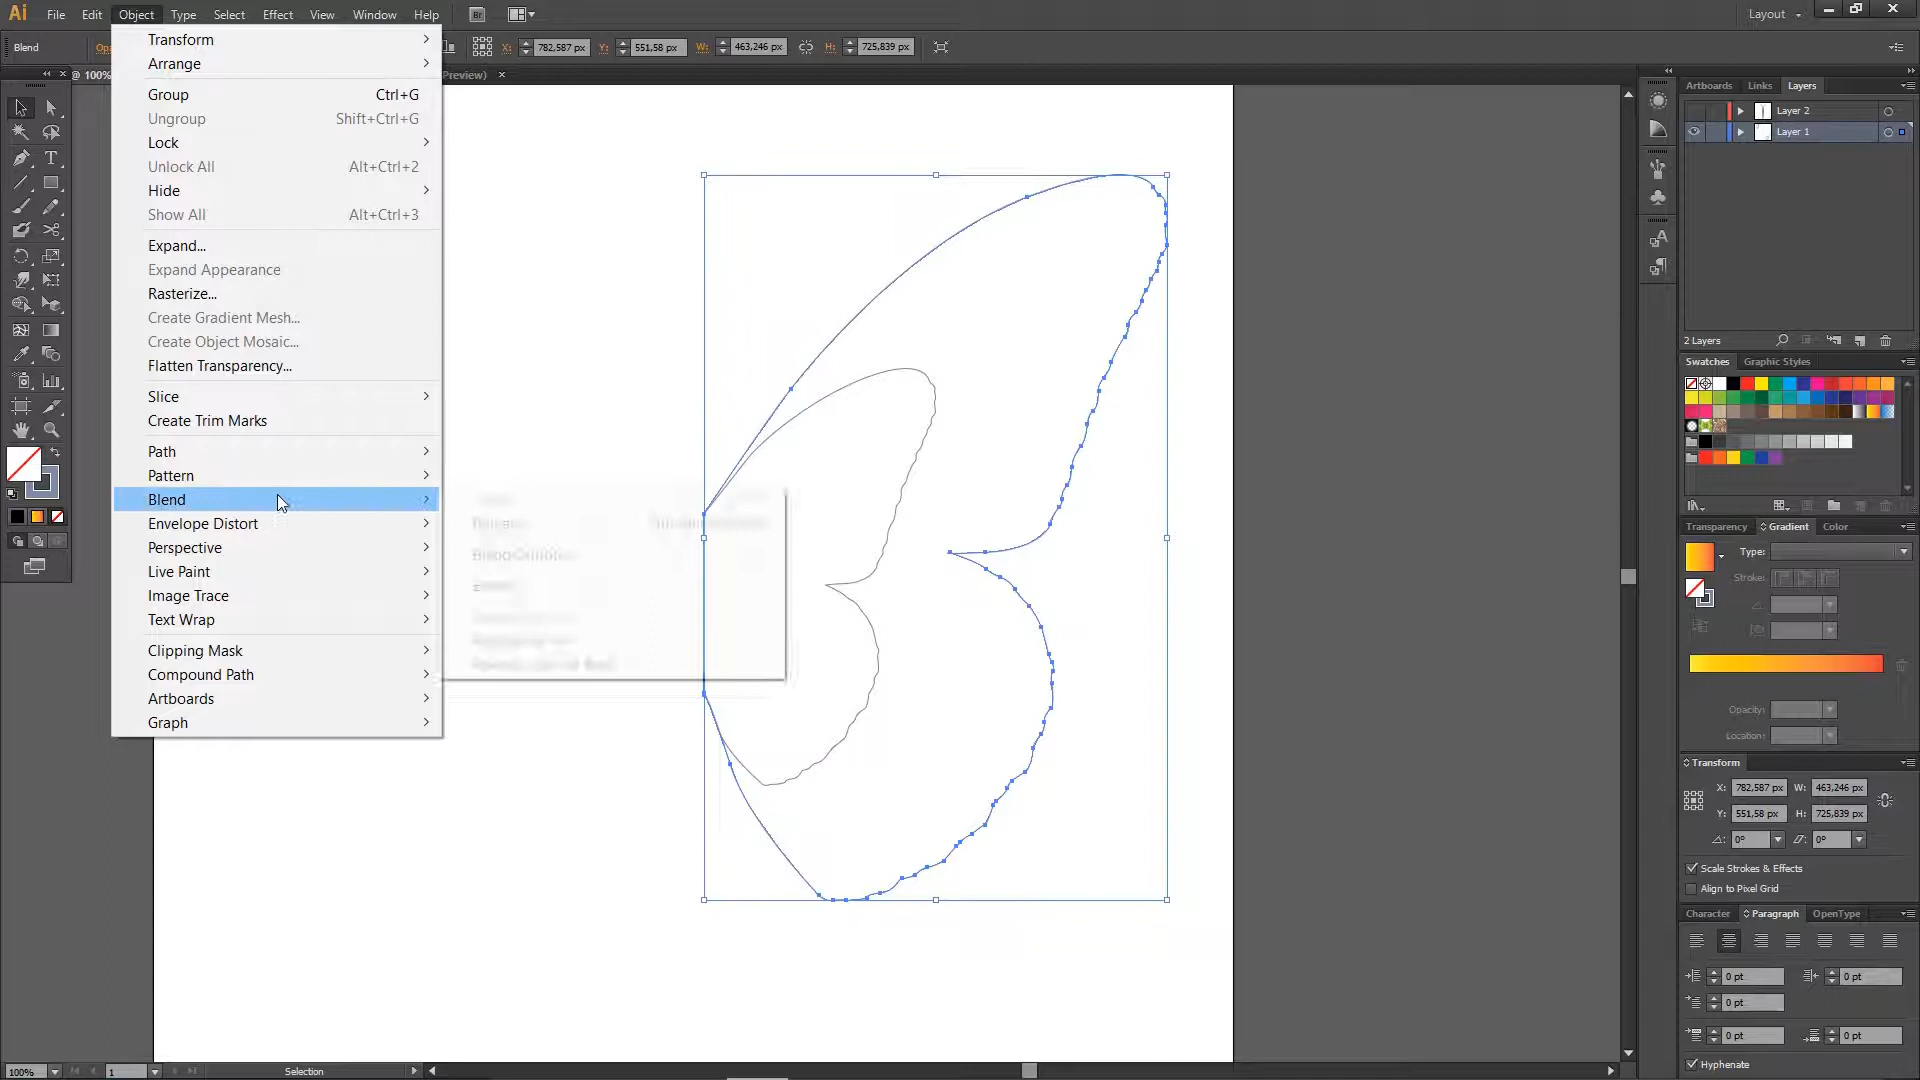 Ai File Edit Object Type Select Effect View Window Help Br Layout
Blend X: 782,587 px Y: 551,58 px W: 463,246 px H: 725,839 px
@ 100% Preview) ×
Transform
Arrange
Group Ctrl+G
Ungroup Shift+Ctrl+G
Lock
Unlock All Alt+Ctrl+2
Hide
Show All Alt+Ctrl+3
Expand...
Expand Appearance
Rasterize...
Create Gradient Mesh...
Create Object Mosaic...
Flatten Transparency...
Slice
Create Trim Marks
Path
Pattern
Blend
Envelope Distort
Perspective
Live Paint
Image Trace
Text Wrap
Clipping Mask
Compound Path
Artboards
Graph
Artboards Links Layers
Layer 2
Layer 1
2 Layers
Swatches Graphic Styles
Transparency Gradient Color
Type:
Stroke:
Opacity:
Location:
Transform
X: 782,587 px W: 463,246 px
Y: 551,58 px H: 725,839 px
0° 0°
Scale Strokes & Effects
Align to Pixel Grid
Character Paragraph OpenType
0 pt 0 pt
0 pt
0 pt 0 pt
Hyphenate
100% 1 Selection